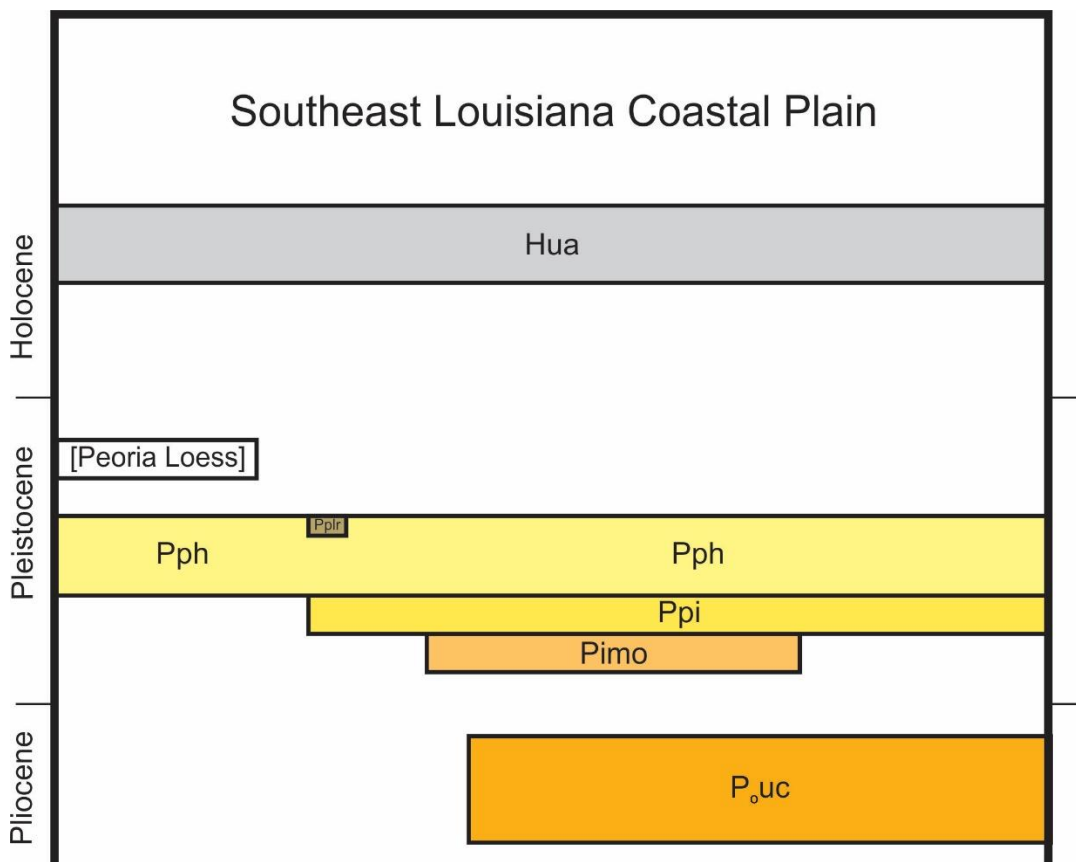 Southeast Louisiana Coastal Plain
Holocene
Hua
Pleistocene
[Peoria Loess]
Pplr
Pph
Pph
Ppi
Pimo
Pliocene
Pₒuc